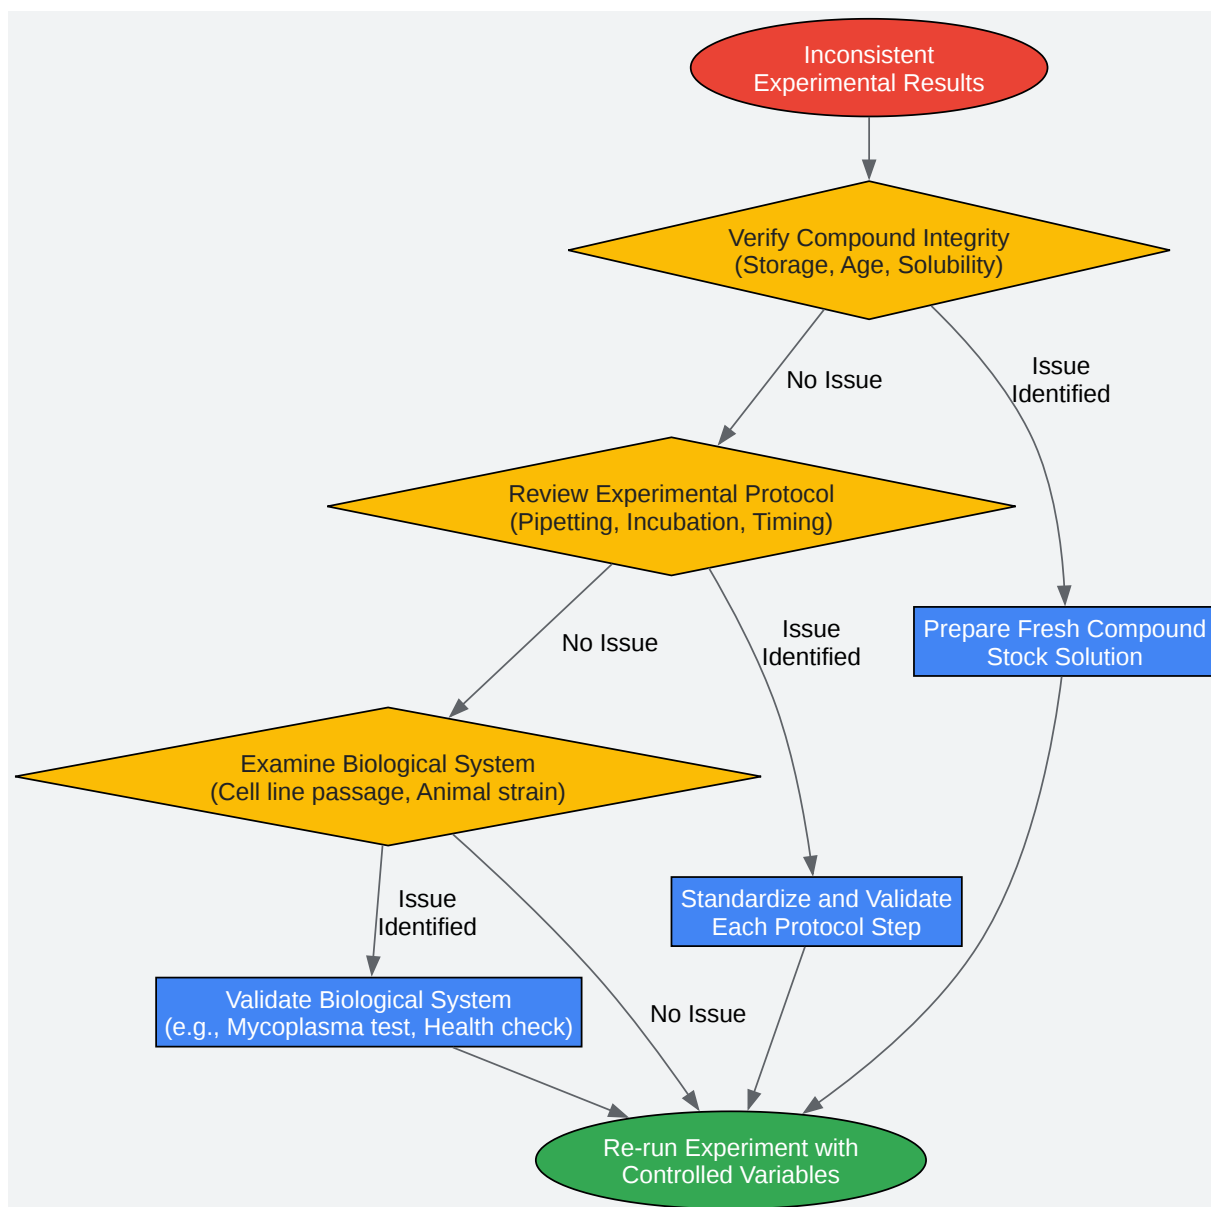 Inconsistent
Experimental Results
Verify Compound Integrity
(Storage, Age, Solubility)
No Issue
Issue
Identified
Review Experimental Protocol
(Pipetting, Incubation, Timing)
No Issue
Issue
Identified
Prepare Fresh Compound
Stock Solution
Examine Biological System
(Cell line passage, Animal strain)
Issue
Identified
No Issue
Standardize and Validate
Each Protocol Step
Validate Biological System
(e.g., Mycoplasma test, Health check)
Re-run Experiment with
Controlled Variables